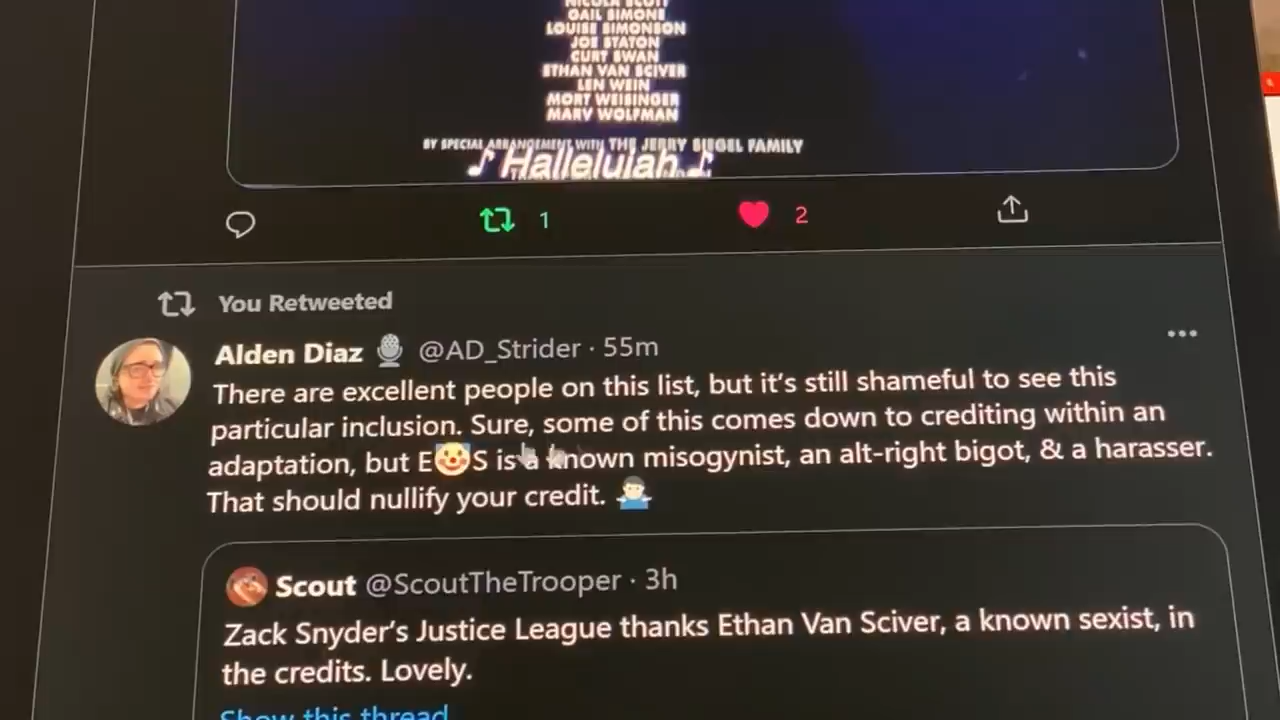 NICOLA SCOTT
GAIL SIMONE
LOUISE SIMONSON
JOE STATON
CURT SWAN
ETHAN VAN SCIVER
LEN WEIN
MORT WEISINGER
MARV WOLFMAN
BY SPECIAL ARRANGEMENT WITH THE JERRY SIEGEL FAMILY
♪ Hallelujah ♪
1
2
You Retweeted
Alden Diaz 🎙 @AD_Strider · 55m
There are excellent people on this list, but it's still shameful to see this
particular inclusion. Sure, some of this comes down to crediting within an
adaptation, but E🤡S is a known misogynist, an alt-right bigot, & a harasser.
That should nullify your credit. 🤷🏻‍♂️
Scout @ScoutTheTrooper · 3h
Zack Snyder's Justice League thanks Ethan Van Sciver, a known sexist, in
the credits. Lovely.
Show this thread